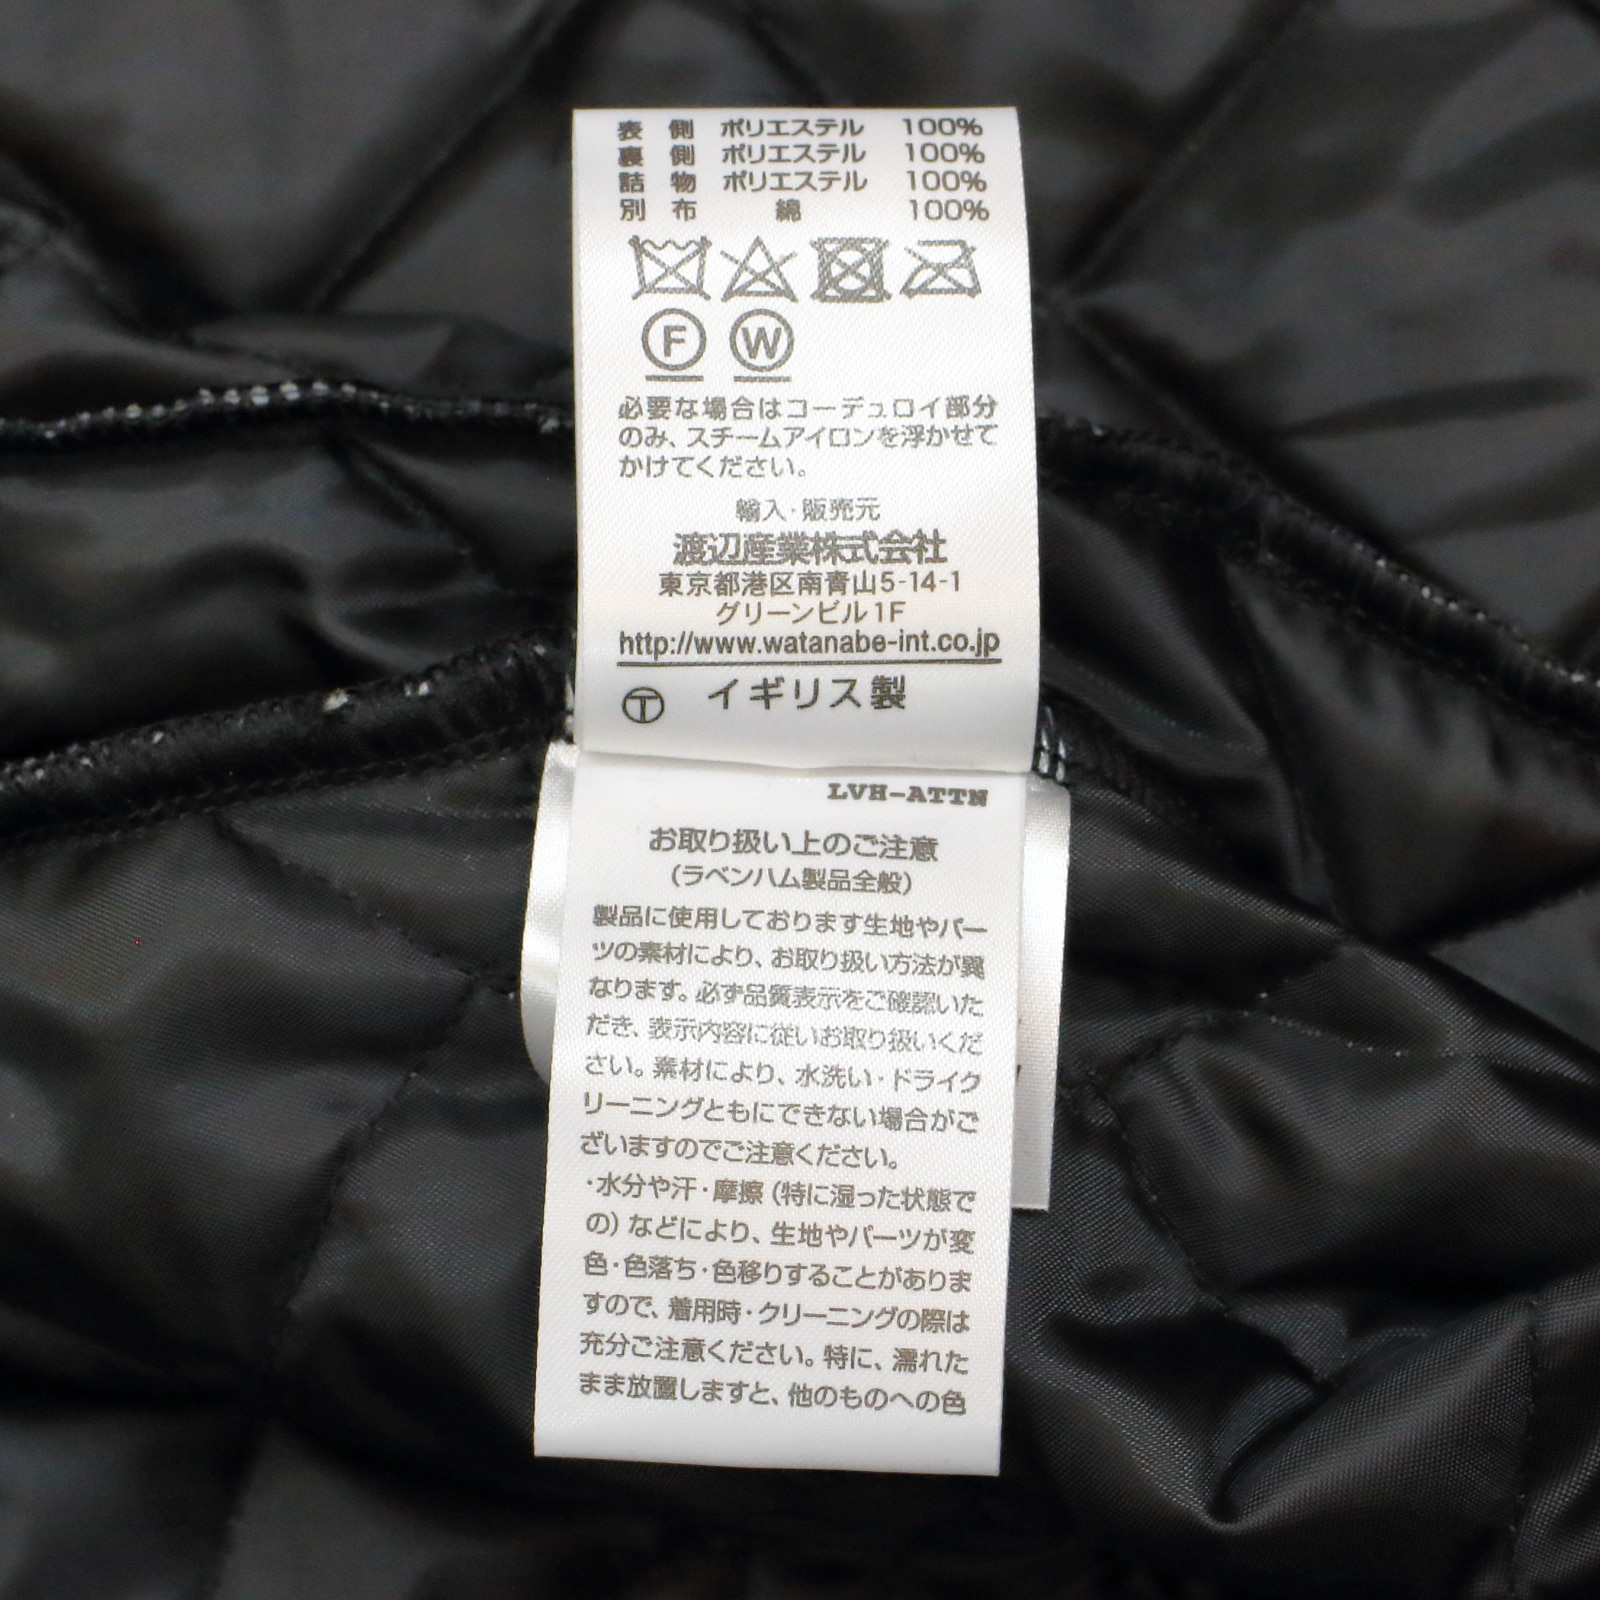 表側 ポリエステル 100%
裏側 ポリエステル 100%
詰物 ポリエステル 100%
別布 綿 100%
F W
必要な場合はコーデュロイ部分
のみ、スチームアイロンを浮かせて
かけてください。
輸入・販売元
渡辺産業株式会社
東京都港区南青山5-14-1
グリーンビル1F
http://www.watanabe-int.co.jp
T イギリス製
LVH-ATTN
お取り扱い上のご注意
(ラベンハム製品全般)
製品に使用しております生地やパー
ツの素材により、お取り扱い方法が異
なります。必ず品質表示をご確認いた
だき、表示内容に従いお取り扱いくだ
さい。素材により、水洗い・ドライク
リーニングともにできない場合がご
ざいますのでご注意ください。
・水分や汗・摩擦(特に湿った状態で
の)などにより、生地やパーツが変
色・色落ち・色移りすることがありま
すので、着用時・クリーニングの際は
充分ご注意ください。特に、濡れた
まま放置しますと、他のものへの色